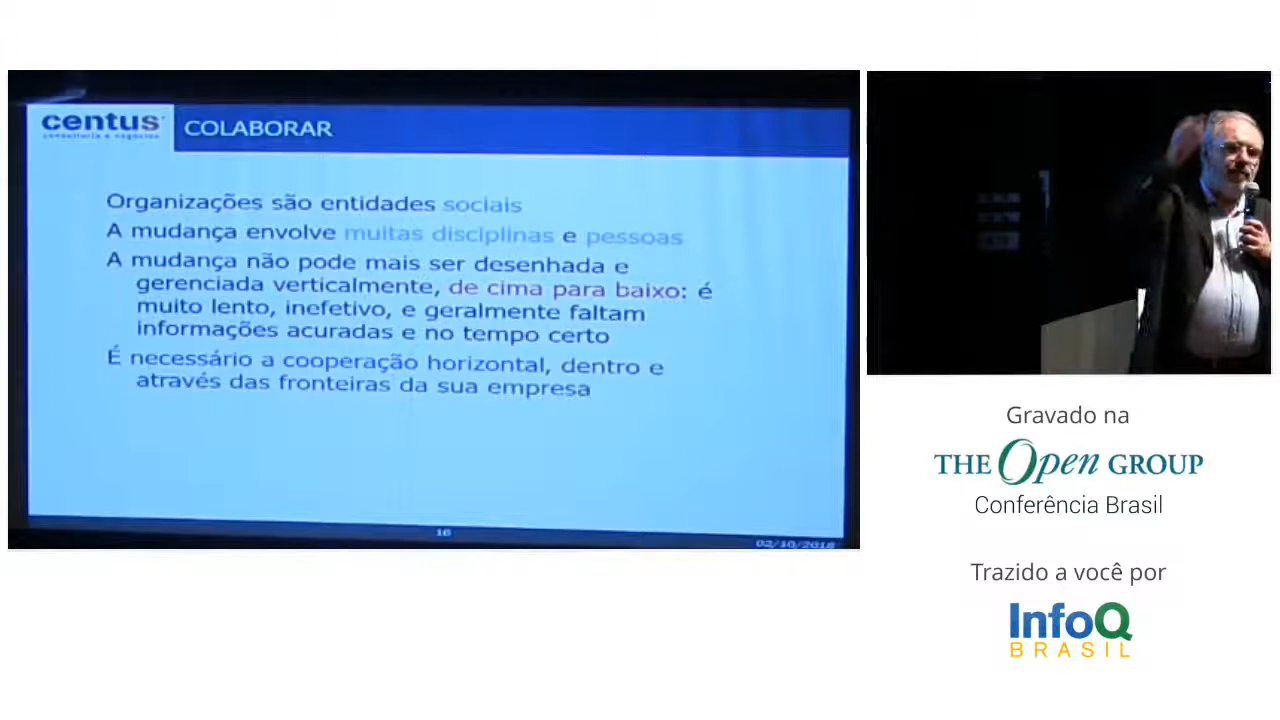 centus
consultoria e negócios
COLABORAR
Organizações são entidades sociais
A mudança envolve muitas disciplinas e pessoas
A mudança não pode mais ser desenhada e
gerenciada verticalmente, de cima para baixo: é
muito lento, inefetivo, e geralmente faltam
informações acuradas e no tempo certo
É necessário a cooperação horizontal, dentro e
através das fronteiras da sua empresa
16
02/10/2018
Gravado na
THE Open GROUP
Conferência Brasil
Trazido a você por
InfoQ
BRASIL